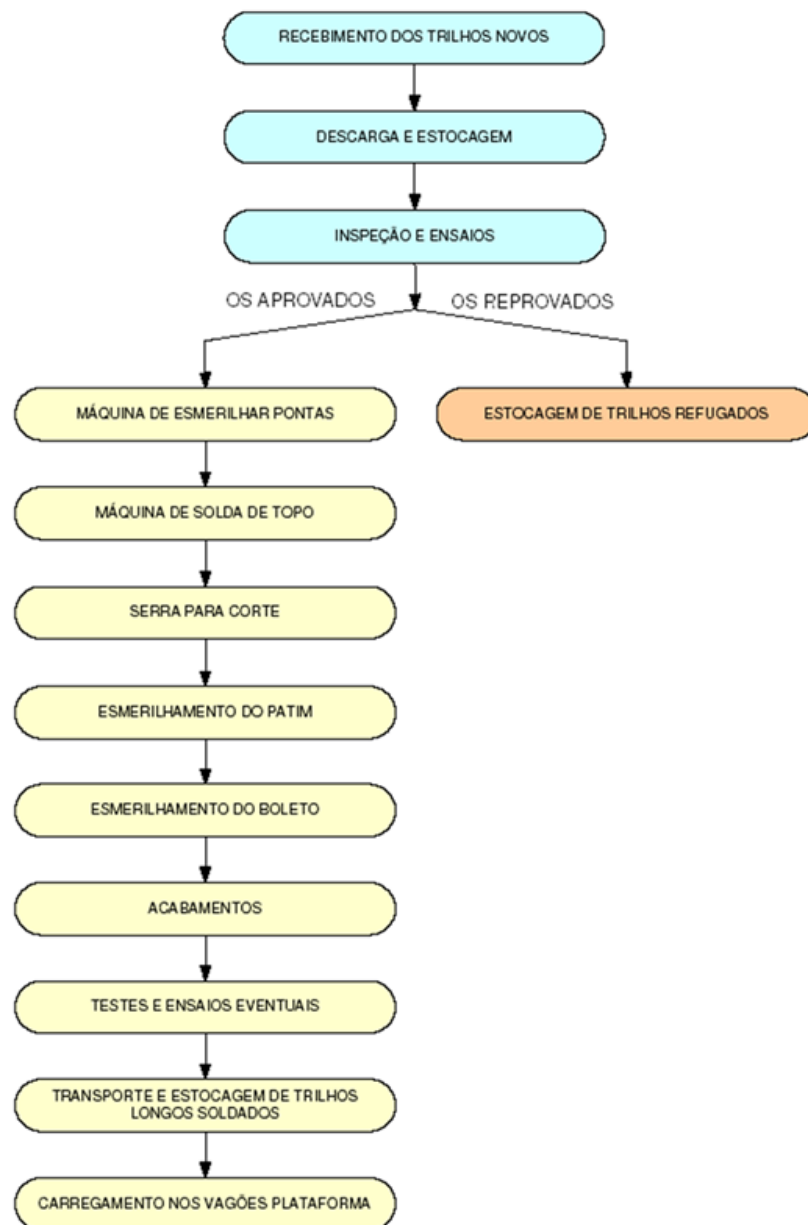 RECEBIMENTO DOS TRILHOS NOVOS
DESCARGA E ESTOCAGEM
INSPEÇÃO E ENSAIOS
OS APROVADOS
OS REPROVADOS
MÁQUINA DE ESMERILHAR PONTAS
ESTOCAGEM DE TRILHOS REFUGADOS
MÁQUINA DE SOLDA DE TOPO
SERRA PARA CORTE
ESMERILHAMENTO DO PATIM
ESMERILHAMENTO DO BOLETO
ACABAMENTOS
TESTES E ENSAIOS EVENTUAIS
TRANSPORTE E ESTOCAGEM DE TRILHOS
LONGOS SOLDADOS
CARREGAMENTO NOS VAGÕES PLATAFORMA